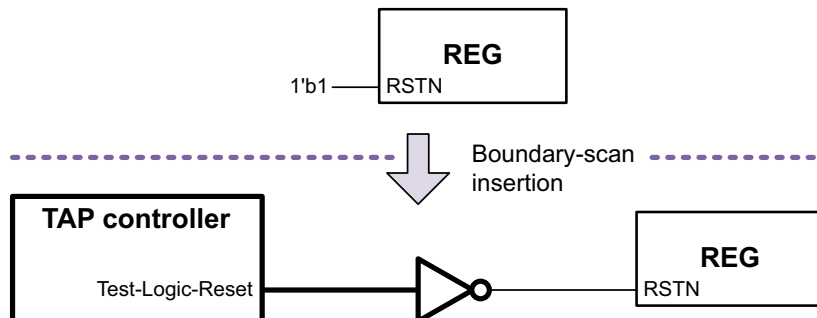 REG
1'b1
RSTN
Boundary-scan
insertion
TAP controller
REG
Test-Logic-Reset
RSTN